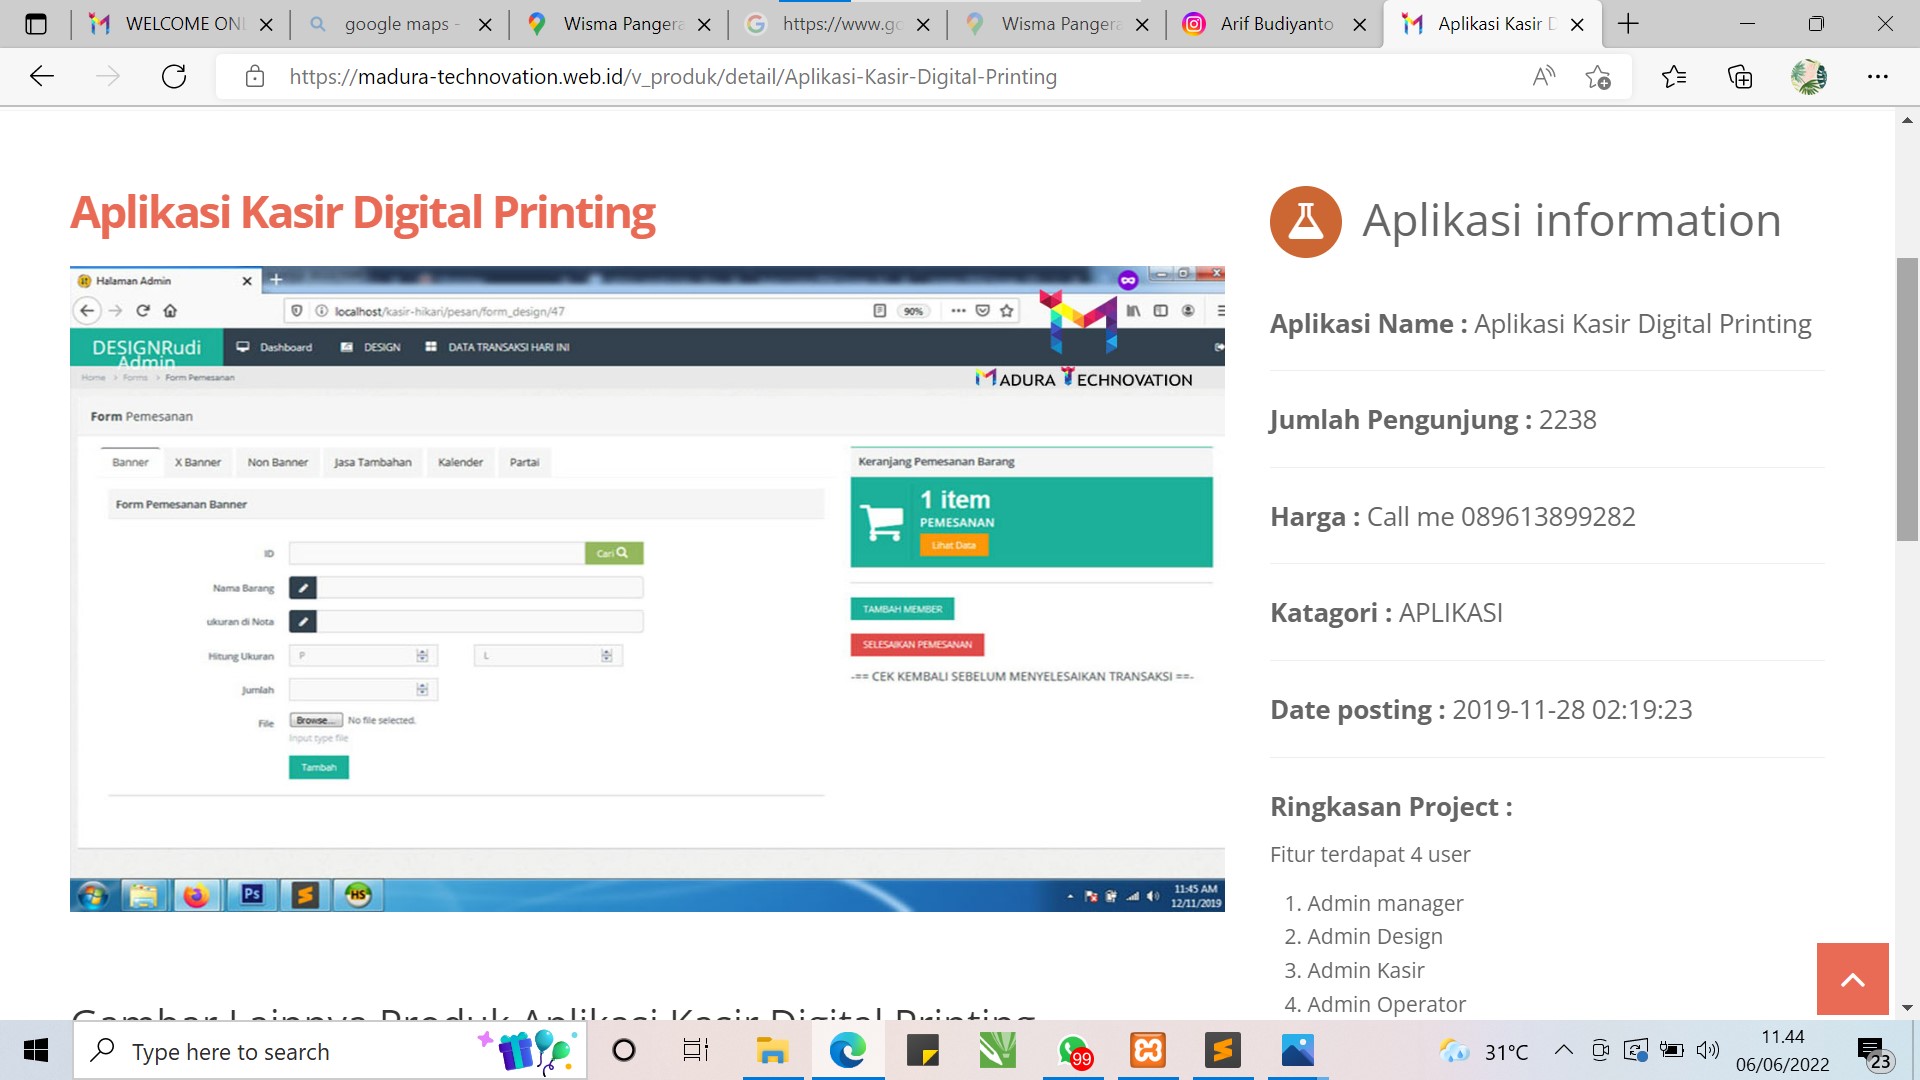 WELCOME ONL
google maps -
Wisma Pangera
https://www.go
Wisma Pangera
Arif Budiyanto
Aplikasi Kasir D
https://madura-technovation.web.id/v_produk/detail/Aplikasi-Kasir-Digital-Printing
Aplikasi Kasir Digital Printing
Halaman Admin
localhost/kasir-hikari/pesan/form_design/47
90%
DESIGNRudi
Admin
Dashboard
DESIGN
DATA TRANSAKSI HARI INI
Home > Forms > Form Pemesanan
MADURA TECHNOVATION
Form Pemesanan
Banner
X Banner
Non Banner
Jasa Tambahan
Kalender
Partai
Form Pemesanan Banner
ID
Cari
Nama Barang
ukuran di Nota
Hitung Ukuran
P
L
Jumlah
File
Browse...
No file selected.
Input type file
Tambah
Keranjang Pemesanan Barang
1 item
PEMESANAN
Lihat Data
TAMBAH MEMBER
SELESAIKAN PEMESANAN
-== CEK KEMBALI SEBELUM MENYELESAIKAN TRANSAKSI ==-
Ps
HS
11:45 AM
12/11/2019
Gambar Lainnya Produk Aplikasi Kasir Digital Printing
Aplikasi information
Aplikasi Name : Aplikasi Kasir Digital Printing
Jumlah Pengunjung : 2238
Harga : Call me 089613899282
Katagori : APLIKASI
Date posting : 2019-11-28 02:19:23
Ringkasan Project :
Fitur terdapat 4 user
1. Admin manager
2. Admin Design
3. Admin Kasir
4. Admin Operator
Type here to search
99
31°C
11.44
06/06/2022
23